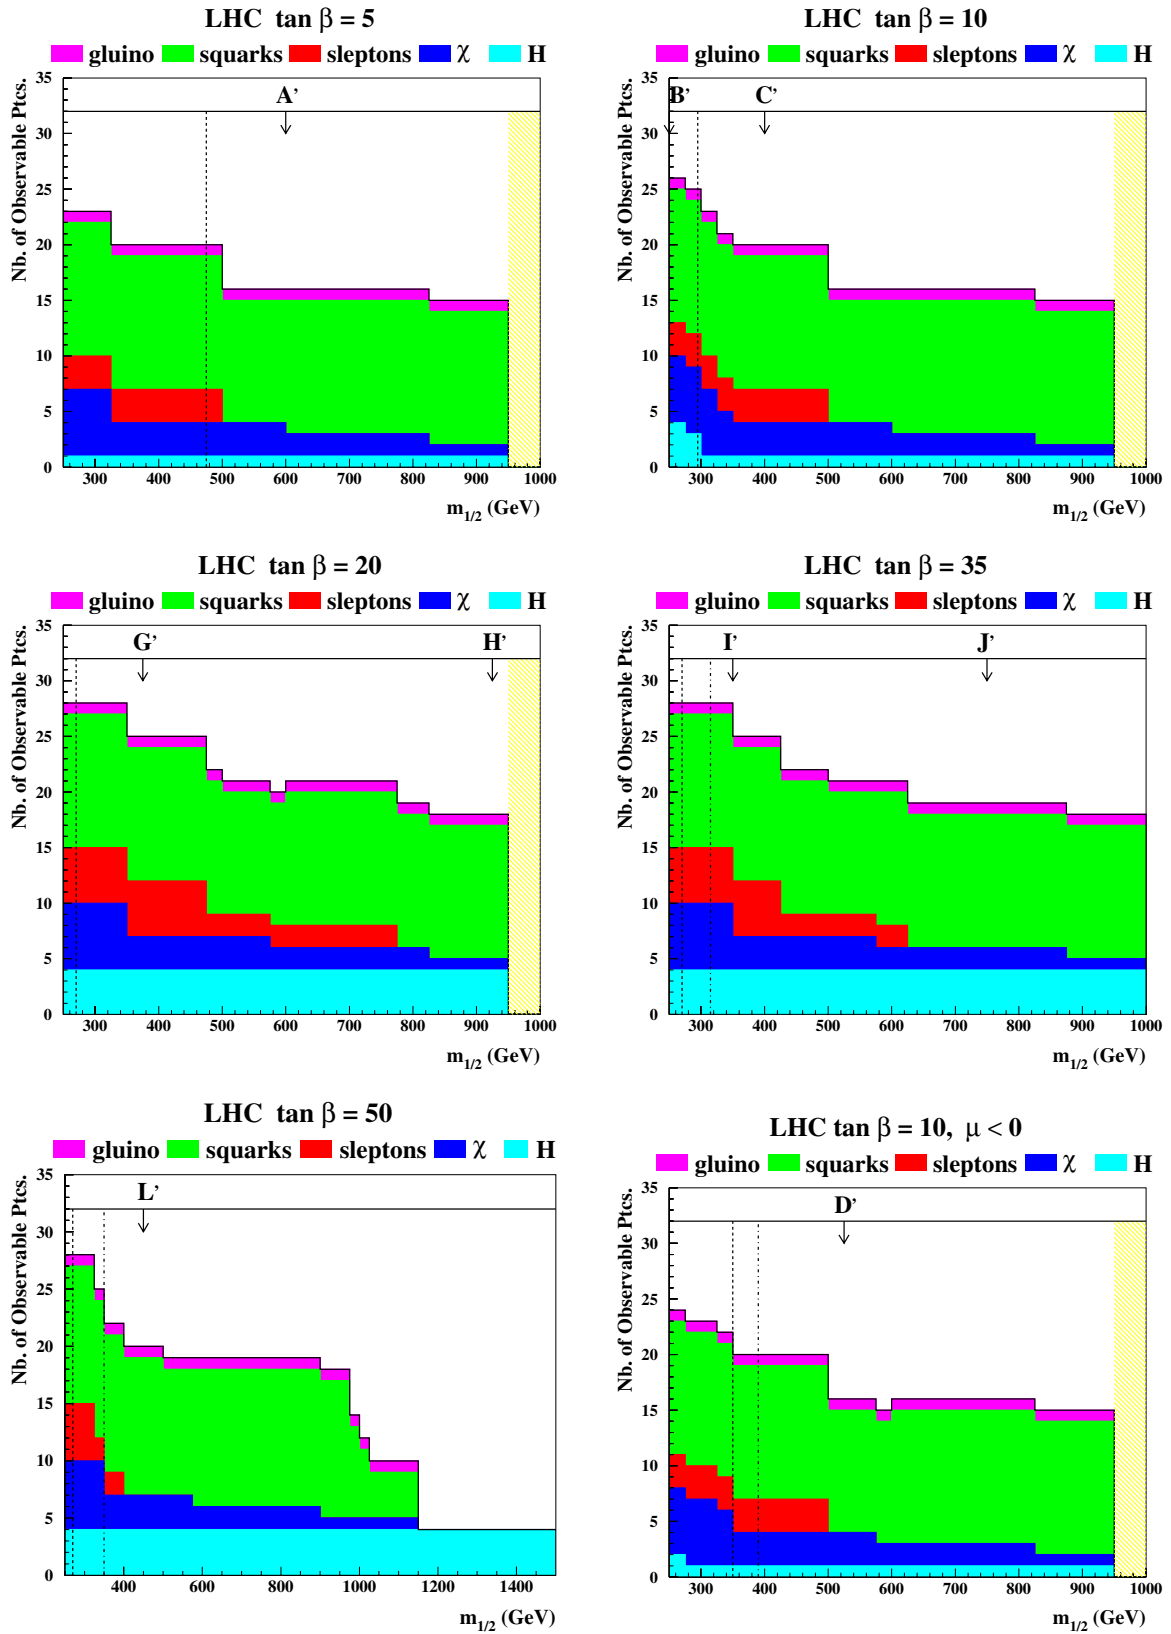 LHC tan β = 5
gluino squarks sleptons χ H
Nb. of Observable Ptcs.
35
30
25
20
15
10
5
0
A’
300 400 500 600 700 800 900 1000
m1/2 (GeV)
LHC tan β = 10
gluino squarks sleptons χ H
Nb. of Observable Ptcs.
35
30
25
20
15
10
5
0
B’ C’
300 400 500 600 700 800 900 1000
m1/2 (GeV)
LHC tan β = 20
gluino squarks sleptons χ H
Nb. of Observable Ptcs.
35
30
25
20
15
10
5
0
G’ H’
300 400 500 600 700 800 900 1000
m1/2 (GeV)
LHC tan β = 35
gluino squarks sleptons χ H
Nb. of Observable Ptcs.
35
30
25
20
15
10
5
0
I’ J’
300 400 500 600 700 800 900 1000
m1/2 (GeV)
LHC tan β = 50
gluino squarks sleptons χ H
Nb. of Observable Ptcs.
35
30
25
20
15
10
5
0
L’
400 600 800 1000 1200 1400
m1/2 (GeV)
LHC tan β = 10, μ < 0
gluino squarks sleptons χ H
Nb. of Observable Ptcs.
35
30
25
20
15
10
5
0
D’
300 400 500 600 700 800 900 1000
m1/2 (GeV)